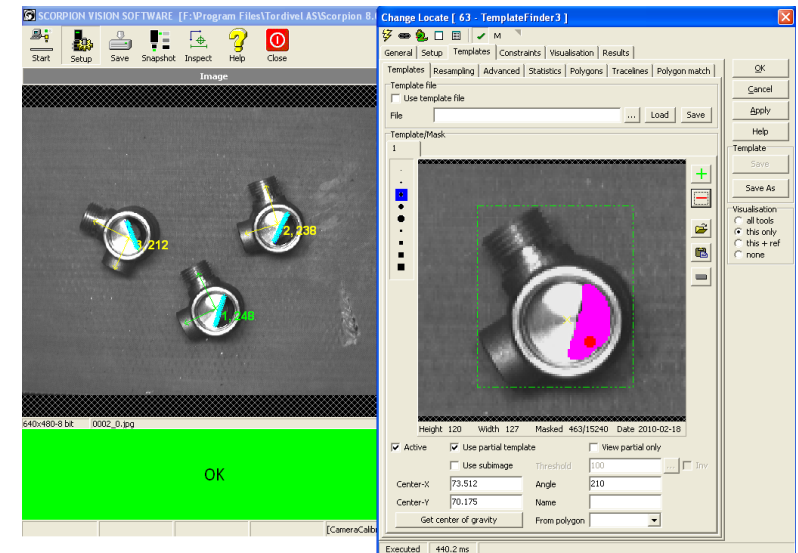 SCORPION VISION SOFTWARE [F:\Program Files\Tordivel AS\Scorpion 8.
Start Setup Save Snapshot Inspect Help Close
Image
3, 212
2, 238
1, 248
640x480-8 bit 0002_0.jpg
OK
[CameraCalib
Change Locate [ 63 - TemplateFinder3 ]
M
General Setup Templates Constraints Visualisation Results
Templates Resampling Advanced Statistics Polygons Tracelines Polygon match
Template file
Use template file
File ... Load Save
Template/Mask
1
Height 120 Width 127 Masked 463/15240 Date 2010-02-18
Active Use partial template View partial only
Use subimage Threshold 100 ... Inv
Center-X 73.512 Angle 210
Center-Y 70.175 Name
Get center of gravity From polygon
Executed 440.2 ms
OK
Cancel
Apply
Help
Template
Save
Save As
Visualisation
all tools
this only
this + ref
none